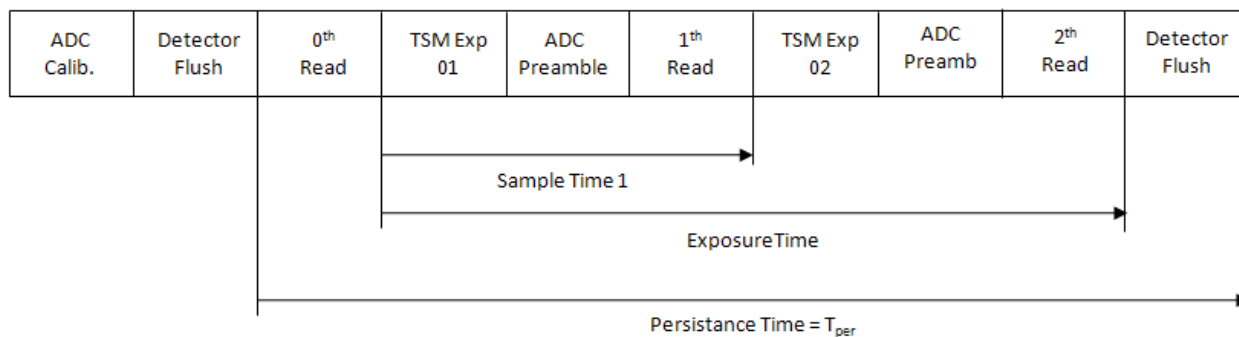 ADC Calib.
Detector Flush
0th Read
TSM Exp 01
ADC Preamble
1th Read
TSM Exp 02
ADC Preamb
2th Read
Detector Flush
Sample Time 1
ExposureTime
Persistance Time = Tper